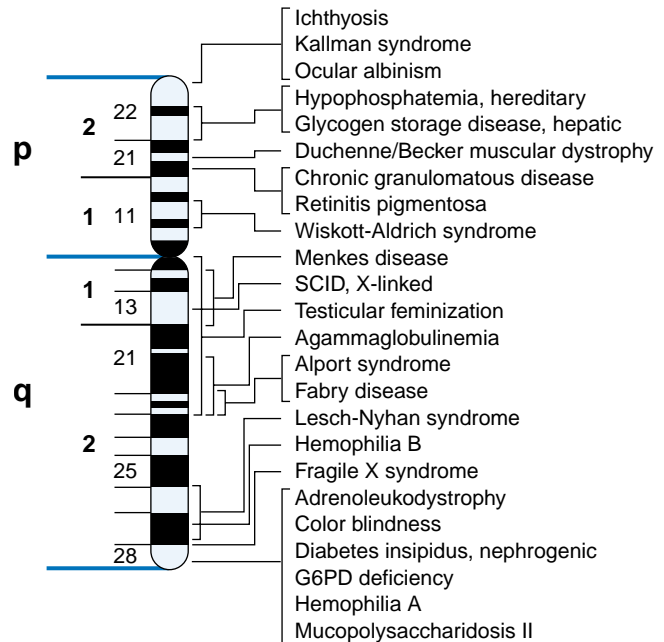 Ichthyosis
Kallman syndrome
Ocular albinism
Hypophosphatemia, hereditary
Glycogen storage disease, hepatic
Duchenne/Becker muscular dystrophy
Chronic granulomatous disease
Retinitis pigmentosa
Wiskott-Aldrich syndrome
Menkes disease
SCID, X-linked
Testicular feminization
Agammaglobulinemia
Alport syndrome
Fabry disease
Lesch-Nyhan syndrome
Hemophilia B
Fragile X syndrome
Adrenoleukodystrophy
Color blindness
Diabetes insipidus, nephrogenic
G6PD deficiency
Hemophilia A
Mucopolysaccharidosis II
p
2
22
21
1
11
q
1
13
21
2
25
28